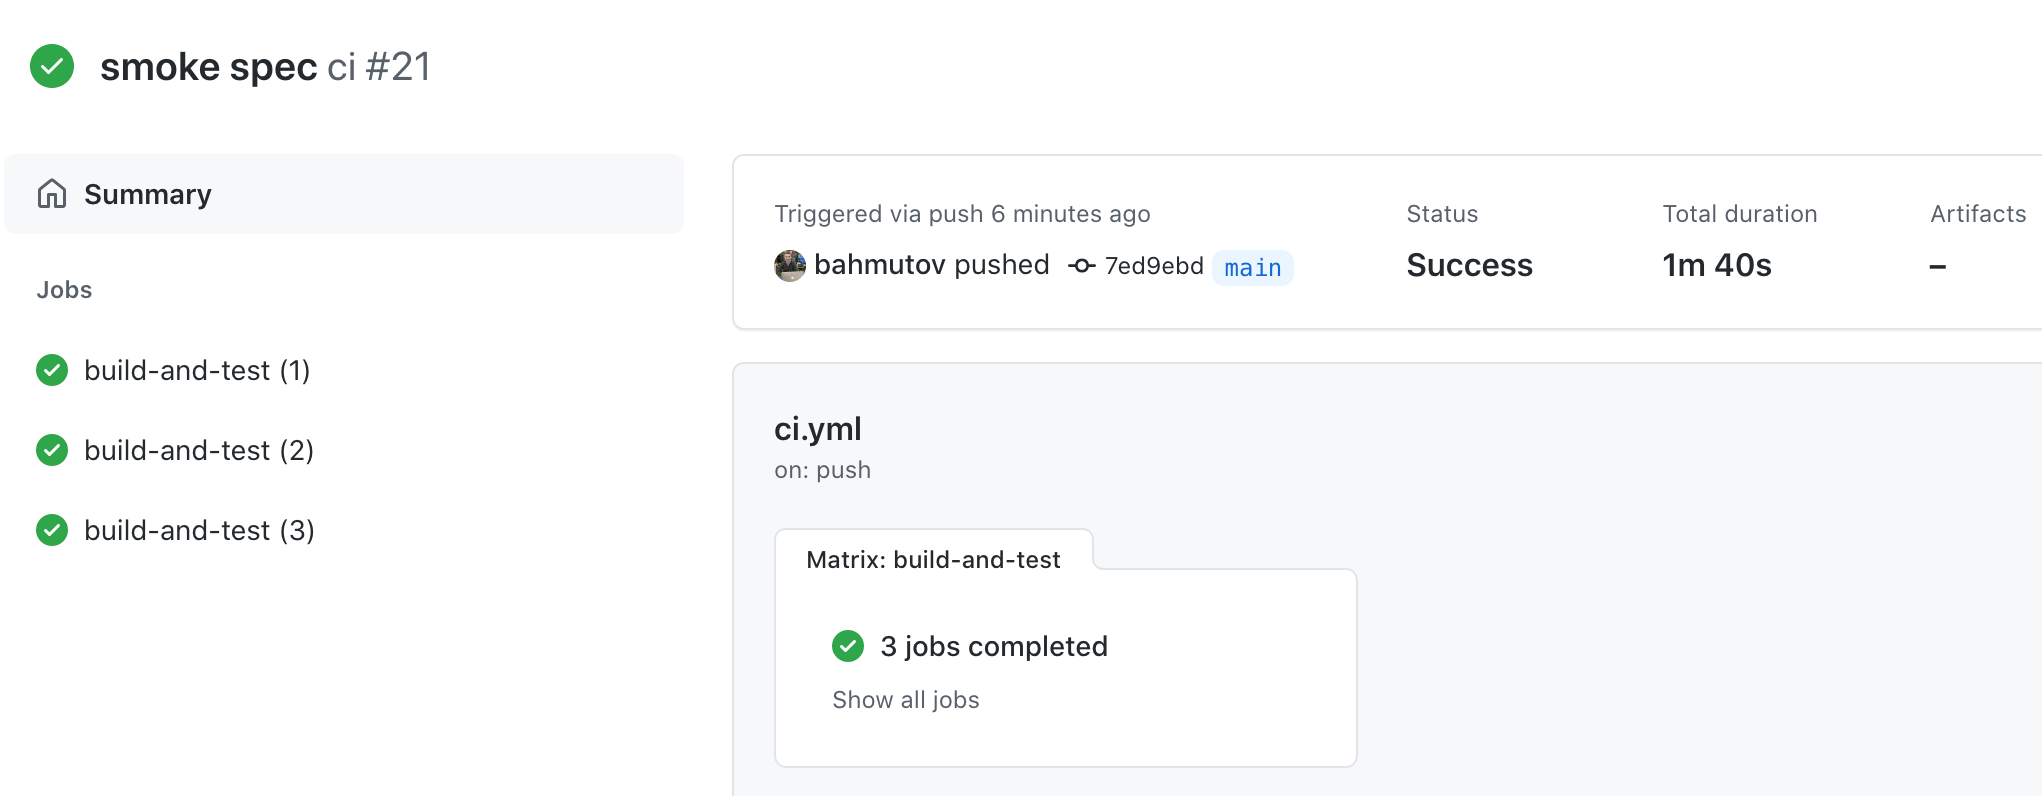 smoke spec ci #21
Summary
Jobs
build-and-test (1)
build-and-test (2)
build-and-test (3)
Triggered via push 6 minutes ago
bahmutov pushed 7ed9ebd main
Status
Success
Total duration
1m 40s
Artifacts
–
ci.yml
on: push
Matrix: build-and-test
3 jobs completed
Show all jobs